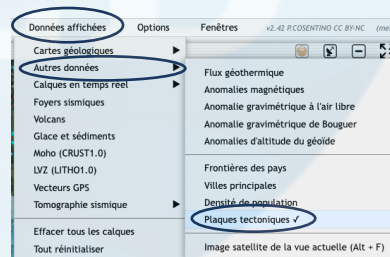 Données affichées Options Fenêtres v2.42 P.COSENTINO CC BY-NC
Cartes géologiques
Autres données
Calques en temps réel
Foyers sismiques
Volcans
Glace et sédiments
Moho (CRUST1.0)
LVZ (LITHO1.0)
Vecteurs GPS
Tomographie sismique
Effacer tous les calques
Tout réinitialiser
Flux géothermique
Anomalies magnétiques
Anomalie gravimétrique à l'air libre
Anomalie gravimétrique de Bouguer
Anomalies d'altitude du géoïde
Frontières des pays
Villes principales
Densité de population
Plaques tectoniques ✓
Image satellite de la vue actuelle (Alt + F)